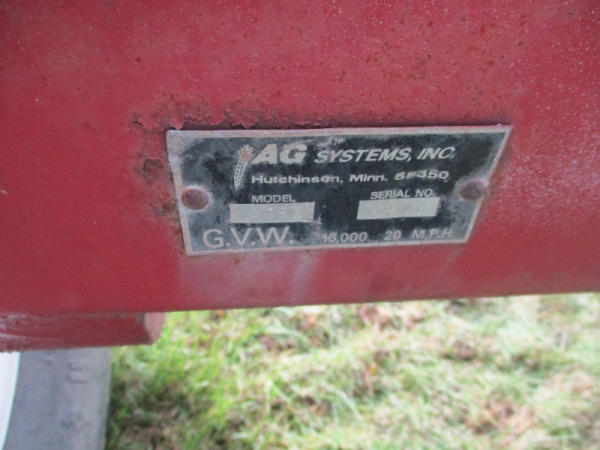 AG SYSTEMS, INC.
Hutchinson, Minn. 55350
MODEL SERIAL NO.
G.V.W. 16,000 20 M.P.H.